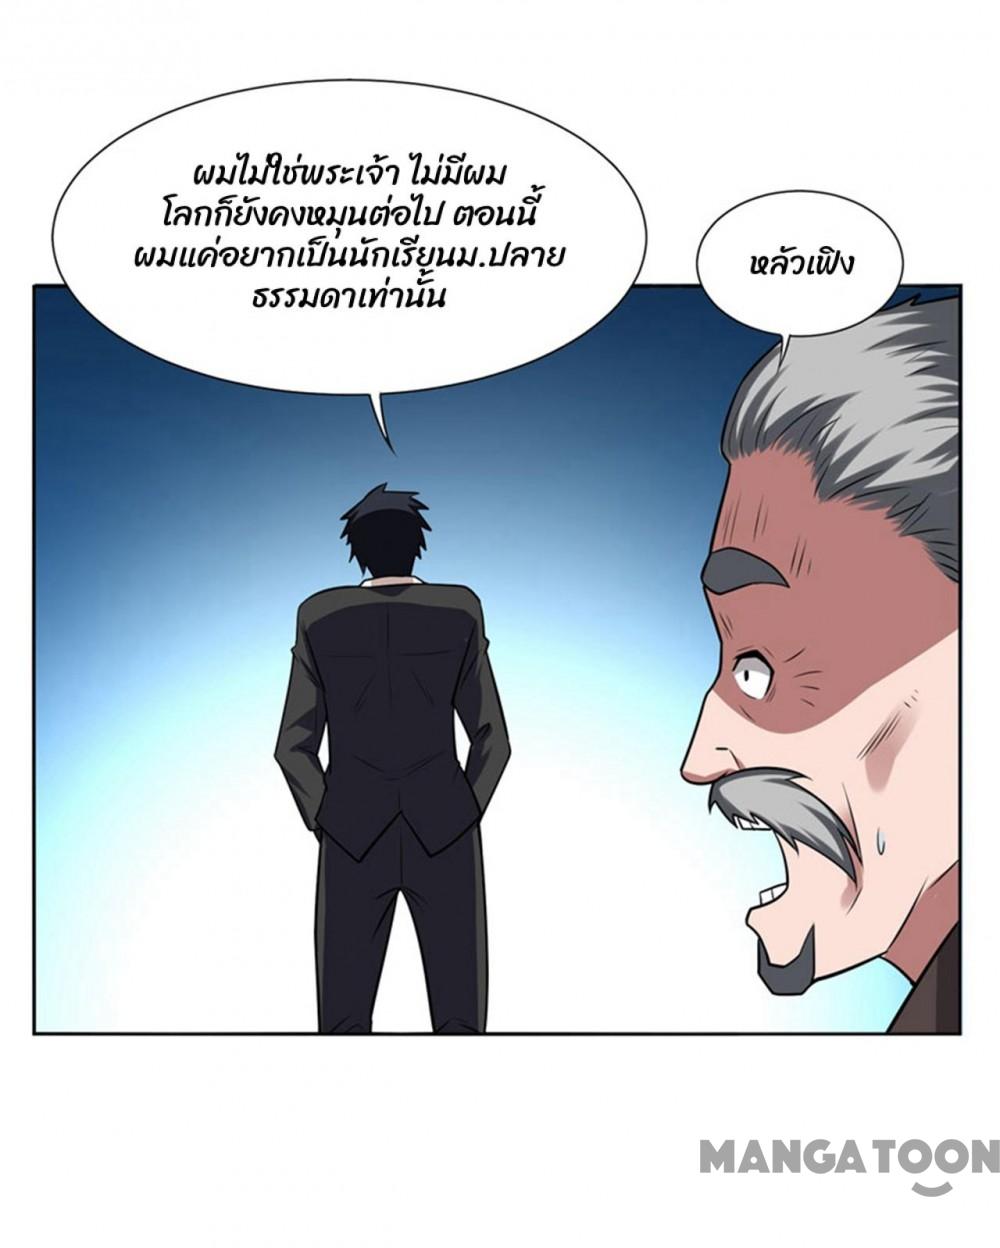 ผมไม่ใช่พระเจ้า ไม่มีผม
โลกก็ยังคงหมุนต่อไป ตอนนี้
ผมแค่อยากเป็นนักเรียนม.ปลาย
ธรรมดาเท่านั้น
หลัวเฟิง
MANGATOON